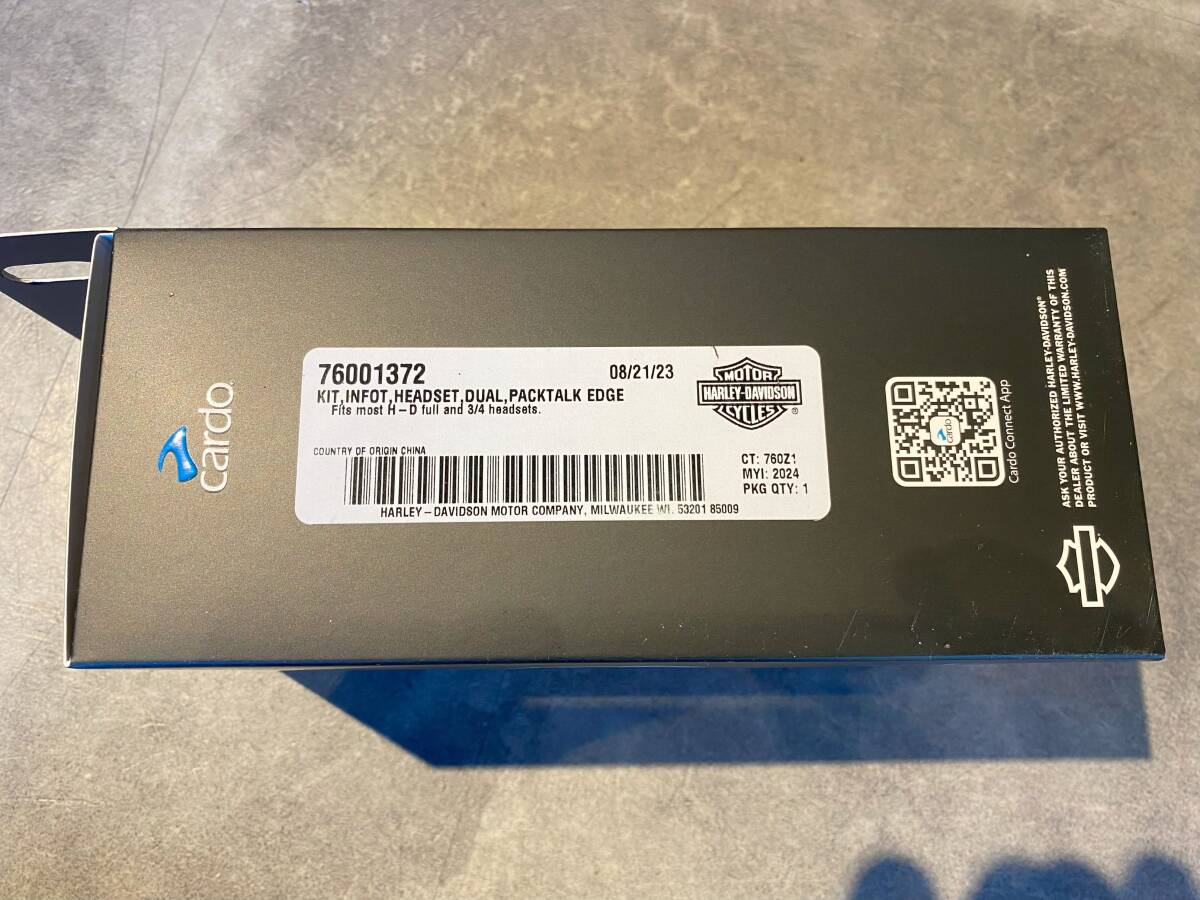 cardo
76001372 08/21/23
KIT,INFOT,HEADSET,DUAL,PACKTALK EDGE
Fits most H-D full and 3/4 headsets.
COUNTRY OF ORIGIN CHINA
MOTOR
HARLEY-DAVIDSON
CYCLES
®
CT: 760Z1
MYI: 2024
PKG QTY: 1
HARLEY-DAVIDSON MOTOR COMPANY, MILWAUKEE WI. 53201 85009
cardo
Cardo Connect App
ASK YOUR AUTHORIZED HARLEY-DAVIDSON®
DEALER ABOUT THE LIMITED WARRANTY OF THIS
PRODUCT OR VISIT WWW.HARLEY-DAVIDSON.COM